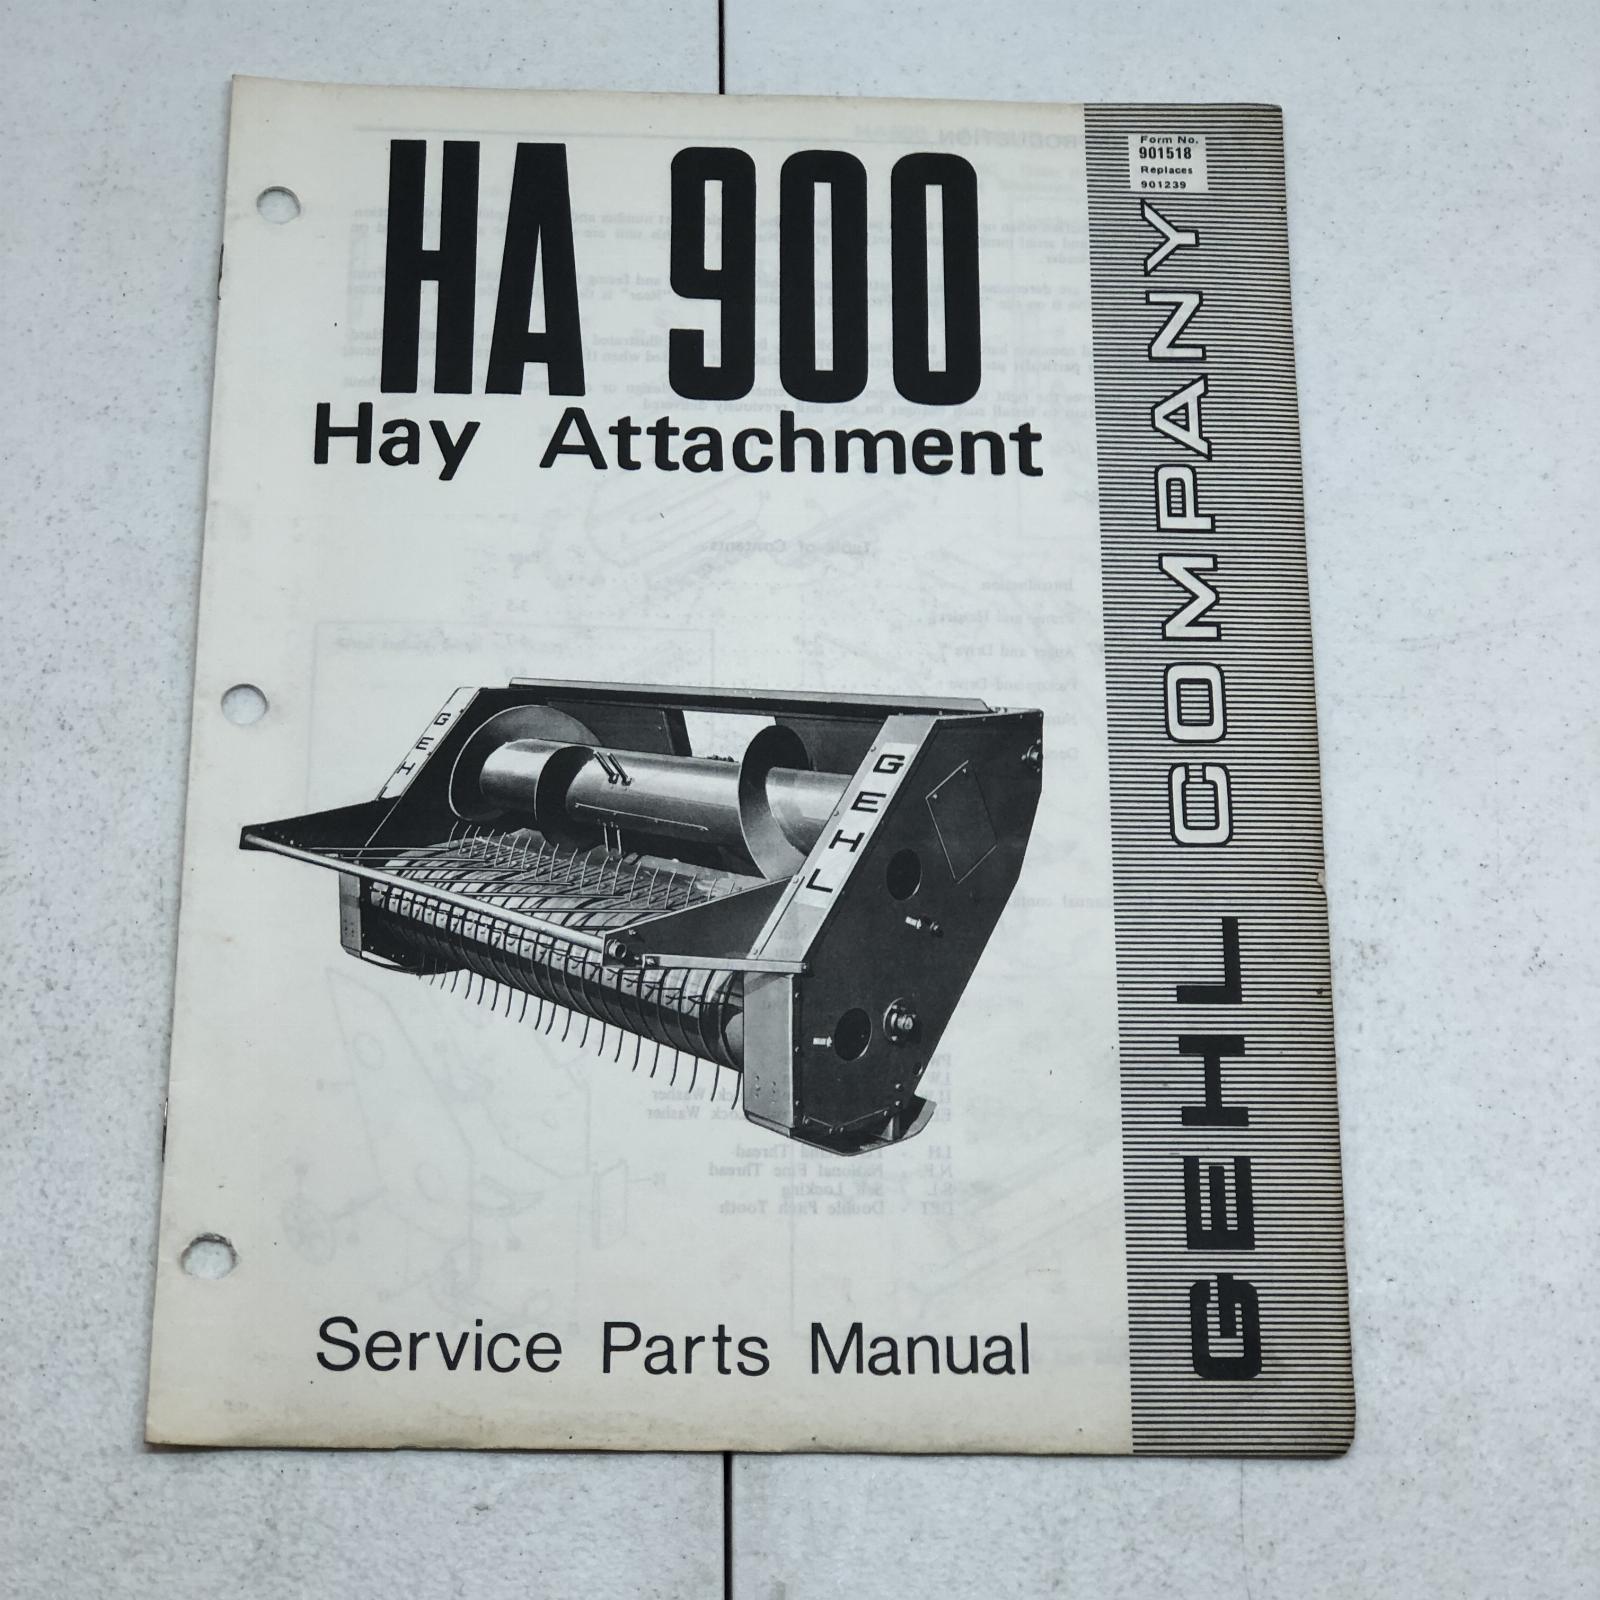 HA 900
Hay Attachment
Form No.
901518
Replaces
901239
GEHL COMPANY
GEHL
GEHL
Service Parts Manual